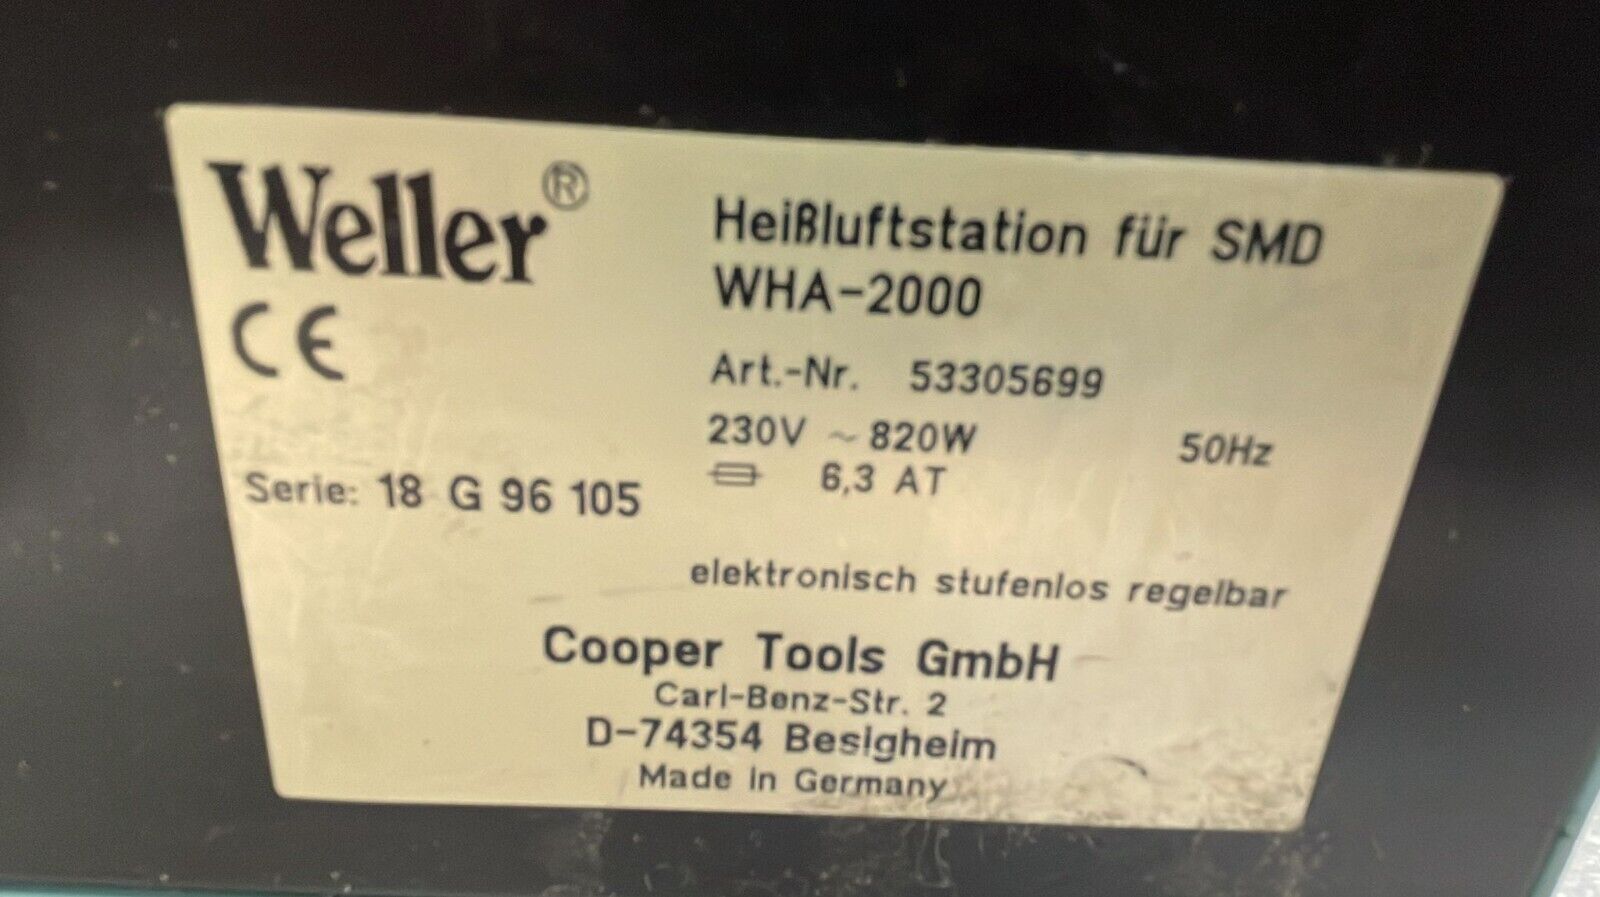 Weller®
CE
Serie: 18 G 96 105
Heißluftstation für SMD
WHA-2000
Art.-Nr. 53305699
230V ~ 820W 50Hz
6,3 AT
elektronisch stufenlos regelbar
Cooper Tools GmbH
Carl-Benz-Str. 2
D-74354 Besigheim
Made in Germany